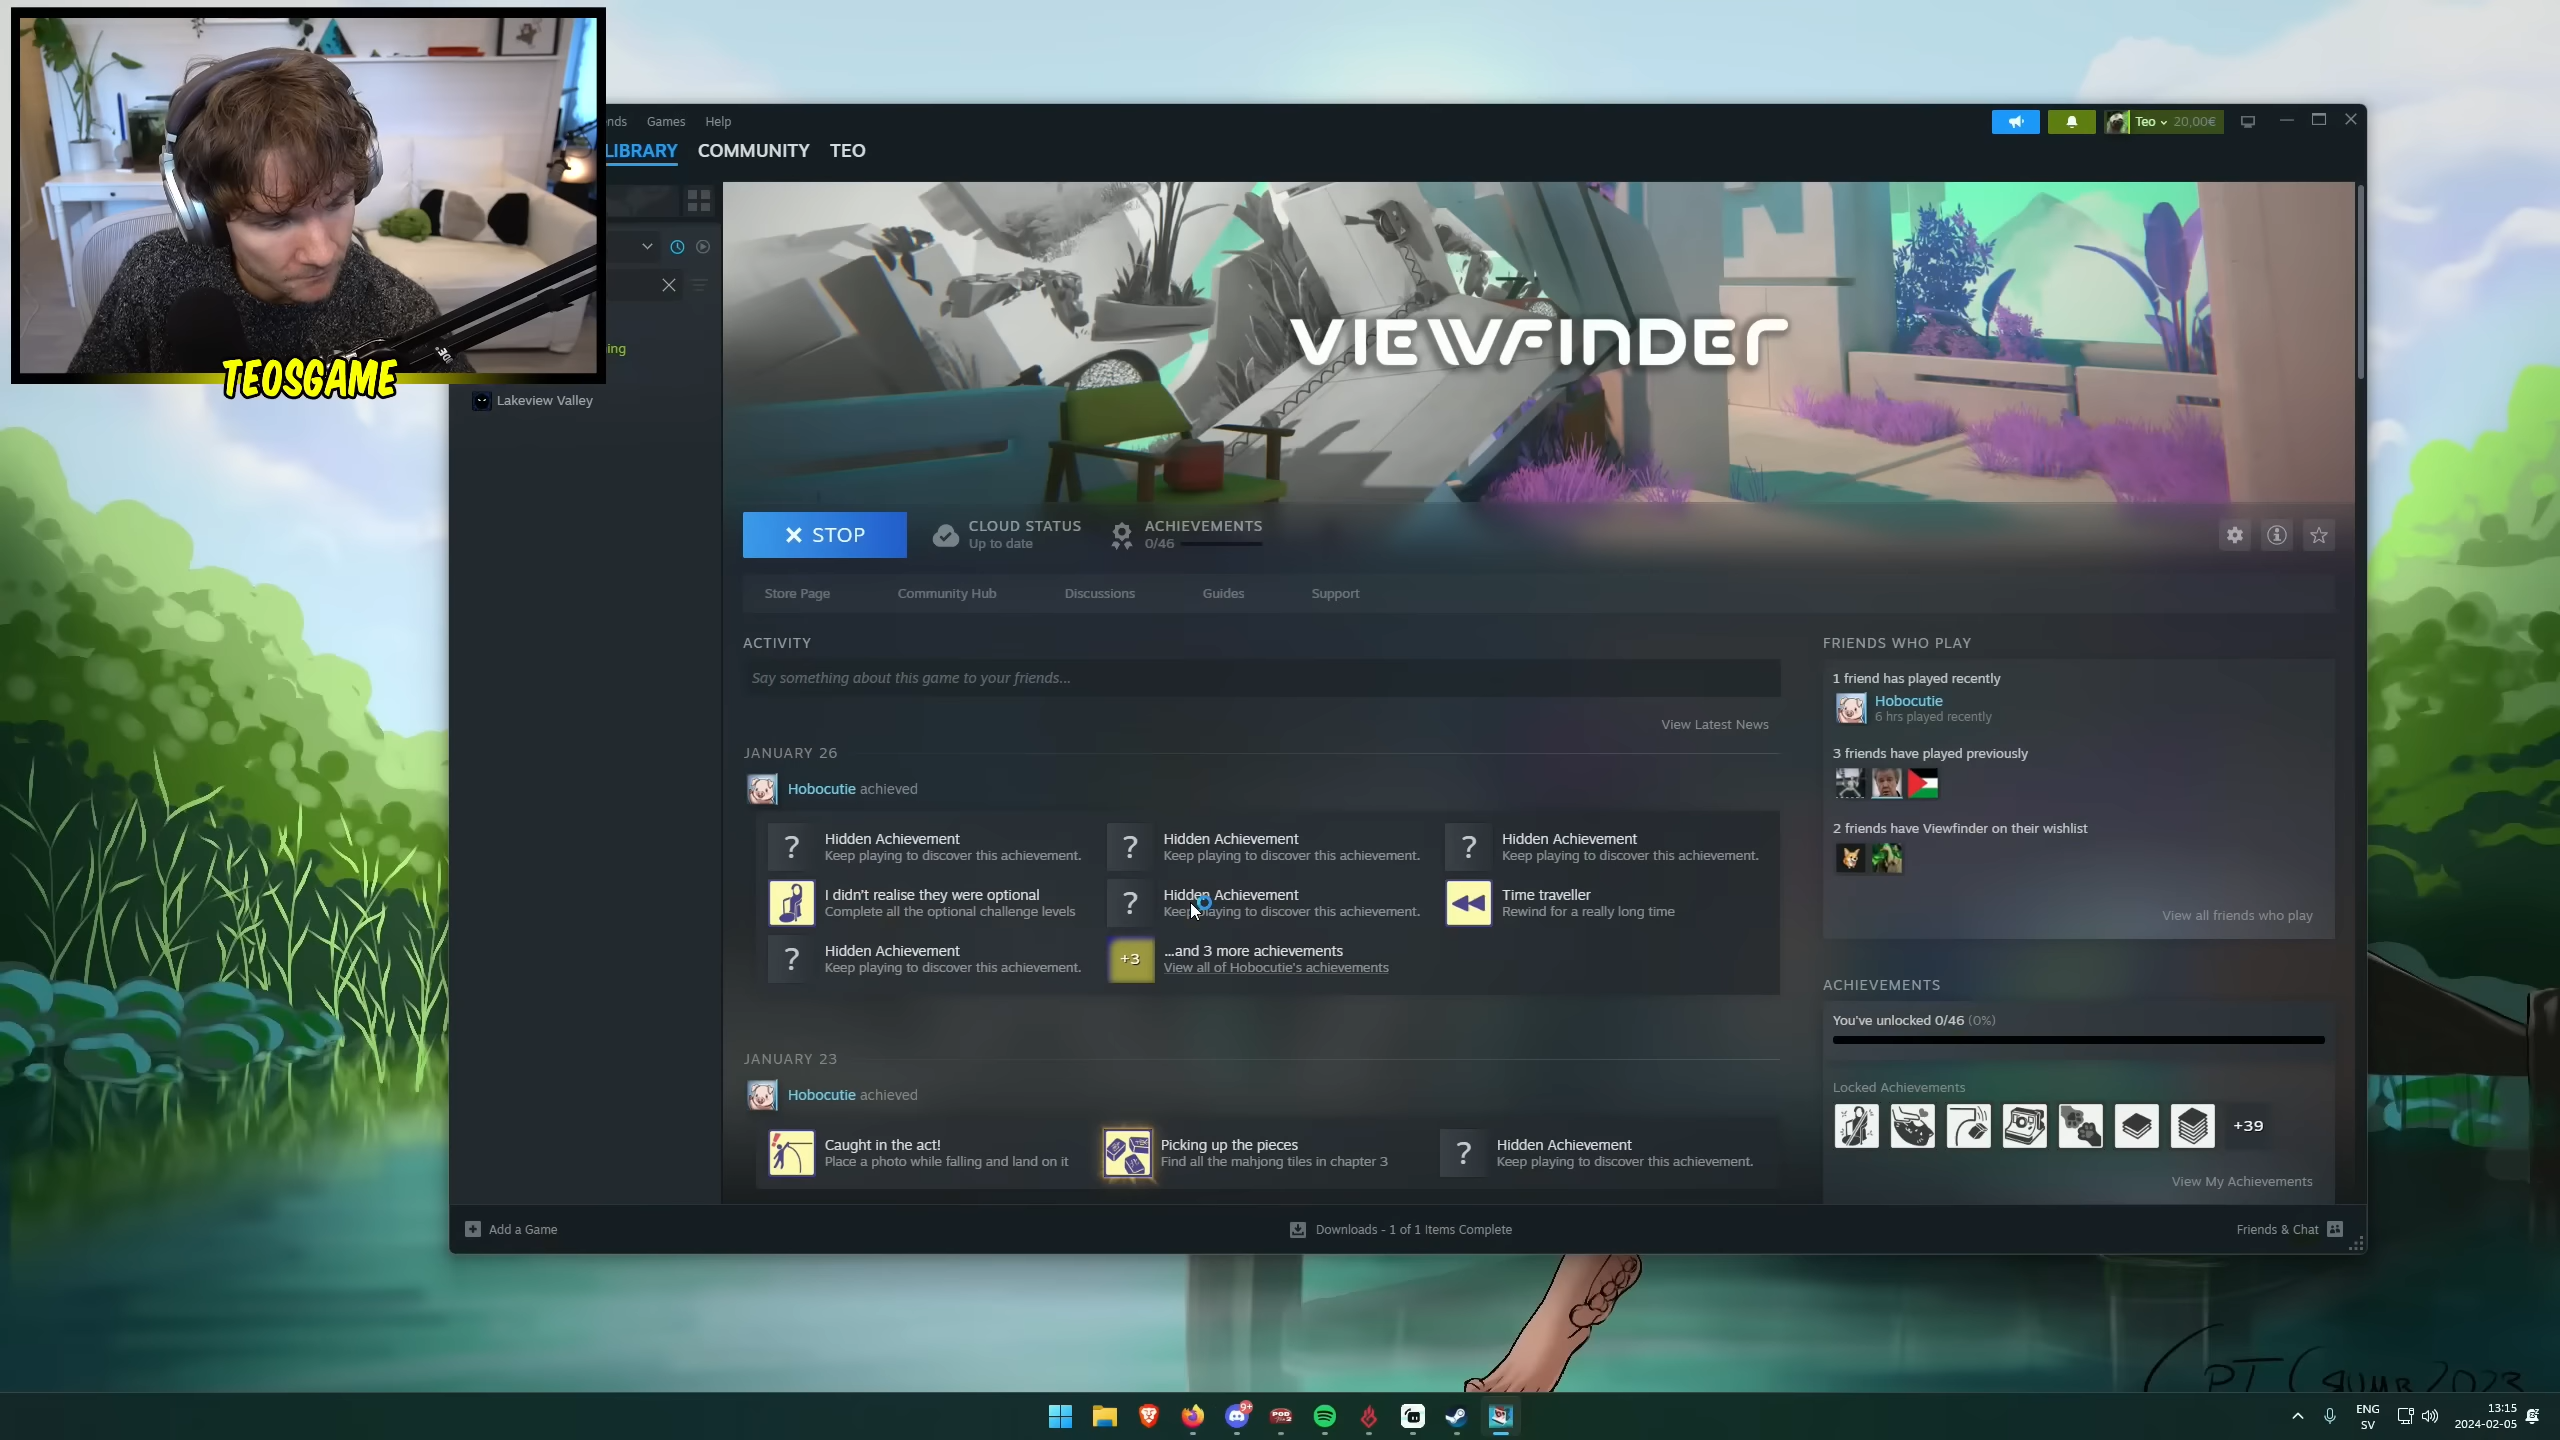 TEOSGAME
nds Games Help
Teo 20,00€
LIBRARY COMMUNITY TEO
ing
Lakeview Valley
VIEWFINDER
STOP
CLOUD STATUS
Up to date
ACHIEVEMENTS
0/46
Store Page Community Hub Discussions Guides Support
ACTIVITY
Say something about this game to your friends...
View Latest News
JANUARY 26
Hobocutie achieved
Hidden Achievement
Keep playing to discover this achievement.
Hidden Achievement
Keep playing to discover this achievement.
Hidden Achievement
Keep playing to discover this achievement.
I didn't realise they were optional
Complete all the optional challenge levels
Hidden Achievement
Keep playing to discover this achievement.
Time traveller
Rewind for a really long time
Hidden Achievement
Keep playing to discover this achievement.
+3
...and 3 more achievements
View all of Hobocutie's achievements
JANUARY 23
Hobocutie achieved
Caught in the act!
Place a photo while falling and land on it
Picking up the pieces
Find all the mahjong tiles in chapter 3
Hidden Achievement
Keep playing to discover this achievement.
FRIENDS WHO PLAY
1 friend has played recently
Hobocutie
6 hrs played recently
3 friends have played previously
2 friends have Viewfinder on their wishlist
View all friends who play
ACHIEVEMENTS
You've unlocked 0/46 (0%)
Locked Achievements
+39
View My Achievements
Add a Game
Downloads - 1 of 1 Items Complete
Friends & Chat
9+
POD
ENG
SV
13:15
2024-02-05